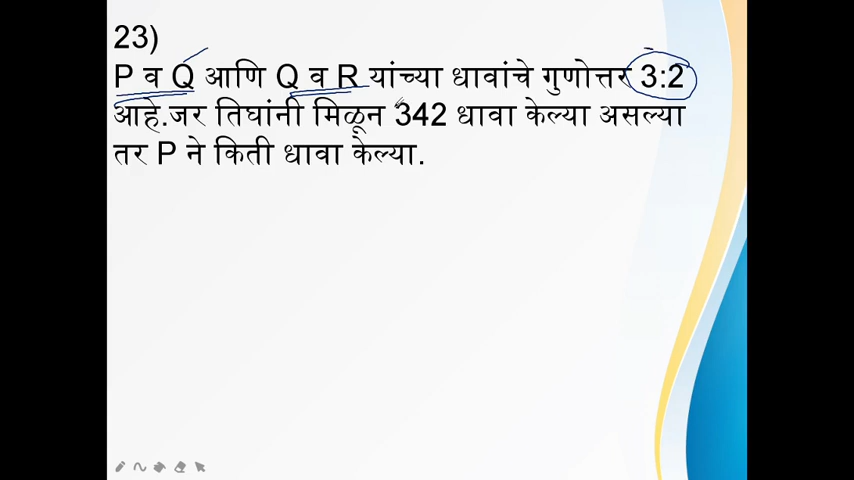 23)
P व Q आणि Q व R यांच्या धावांचे गुणोत्तर 3:2
आहे.जर तिघांनी मिळून 342 धावा केल्या असल्या
तर P ने किती धावा केल्या.